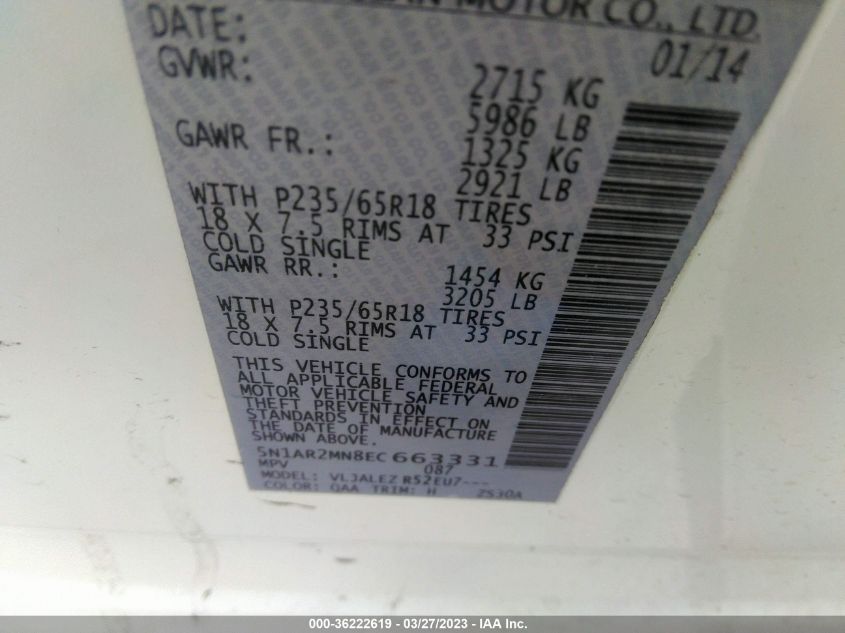 MOTOR CO., LTD.
DATE: 01/14
GVWR: 2715 KG
5986 LB
GAWR FR.: 1325 KG
2921 LB
WITH P235/65R18 TIRES
18 X 7.5 RIMS AT 33 PSI
COLD SINGLE
GAWR RR.: 1454 KG
3205 LB
WITH P235/65R18 TIRES
18 X 7.5 RIMS AT 33 PSI
COLD SINGLE
THIS VEHICLE CONFORMS TO
ALL APPLICABLE FEDERAL
MOTOR VEHICLE SAFETY AND
THEFT PREVENTION
STANDARDS IN EFFECT ON
THE DATE OF MANUFACTURE
SHOWN ABOVE.
5N1AR2MN8EC663331
MPV 087
MODEL: VLJALEZ R52EU7---
COLOR: QAA TRIM: H ZS30A
000-36222619 - 03/27/2023 - IAA Inc.